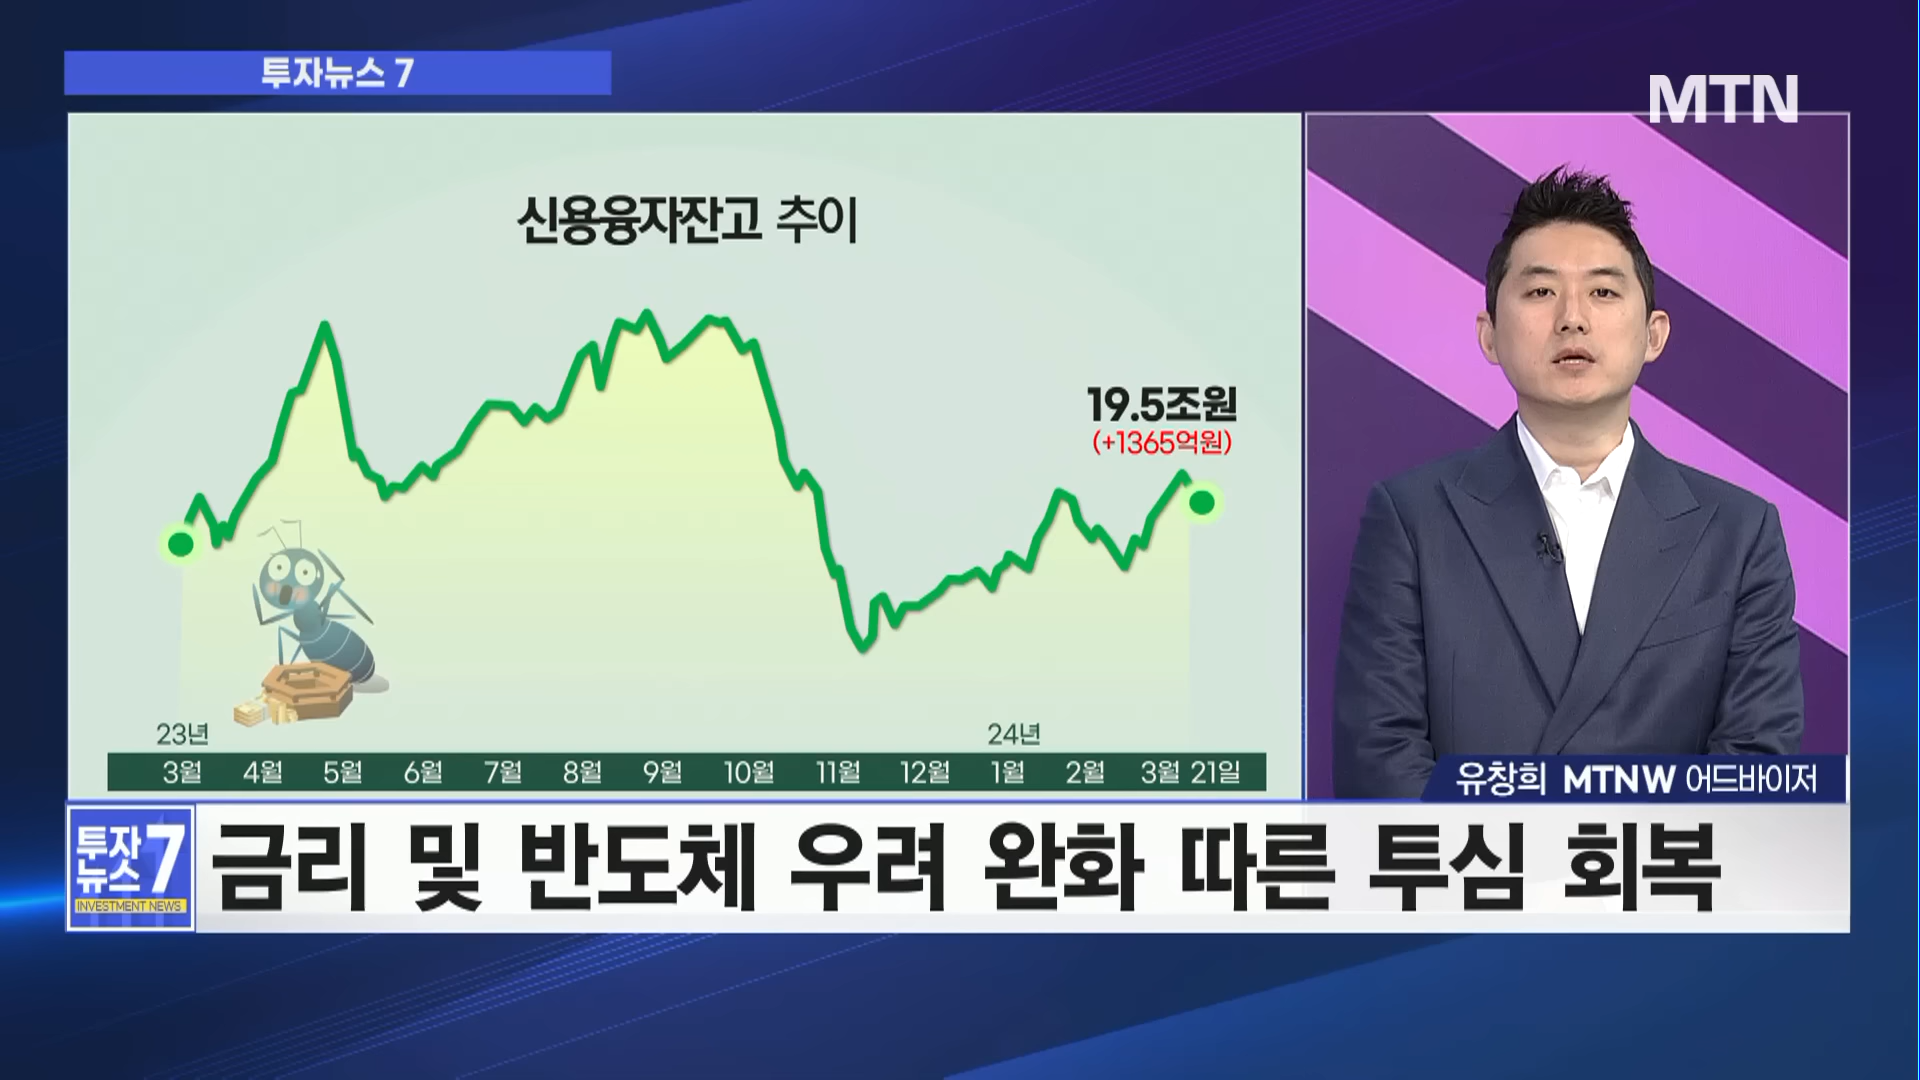 투자뉴스 7
MTN
신용융자잔고 추이
19.5조원
(+1365억원)
23년
24년
3월 4월 5월 6월 7월 8월 9월 10월 11월 12월 1월 2월 3월 21일
유창희 MTNW 어드바이저
투자
뉴스 7
INVESTMENT NEWS
금리 및 반도체 우려 완화 따른 투심 회복